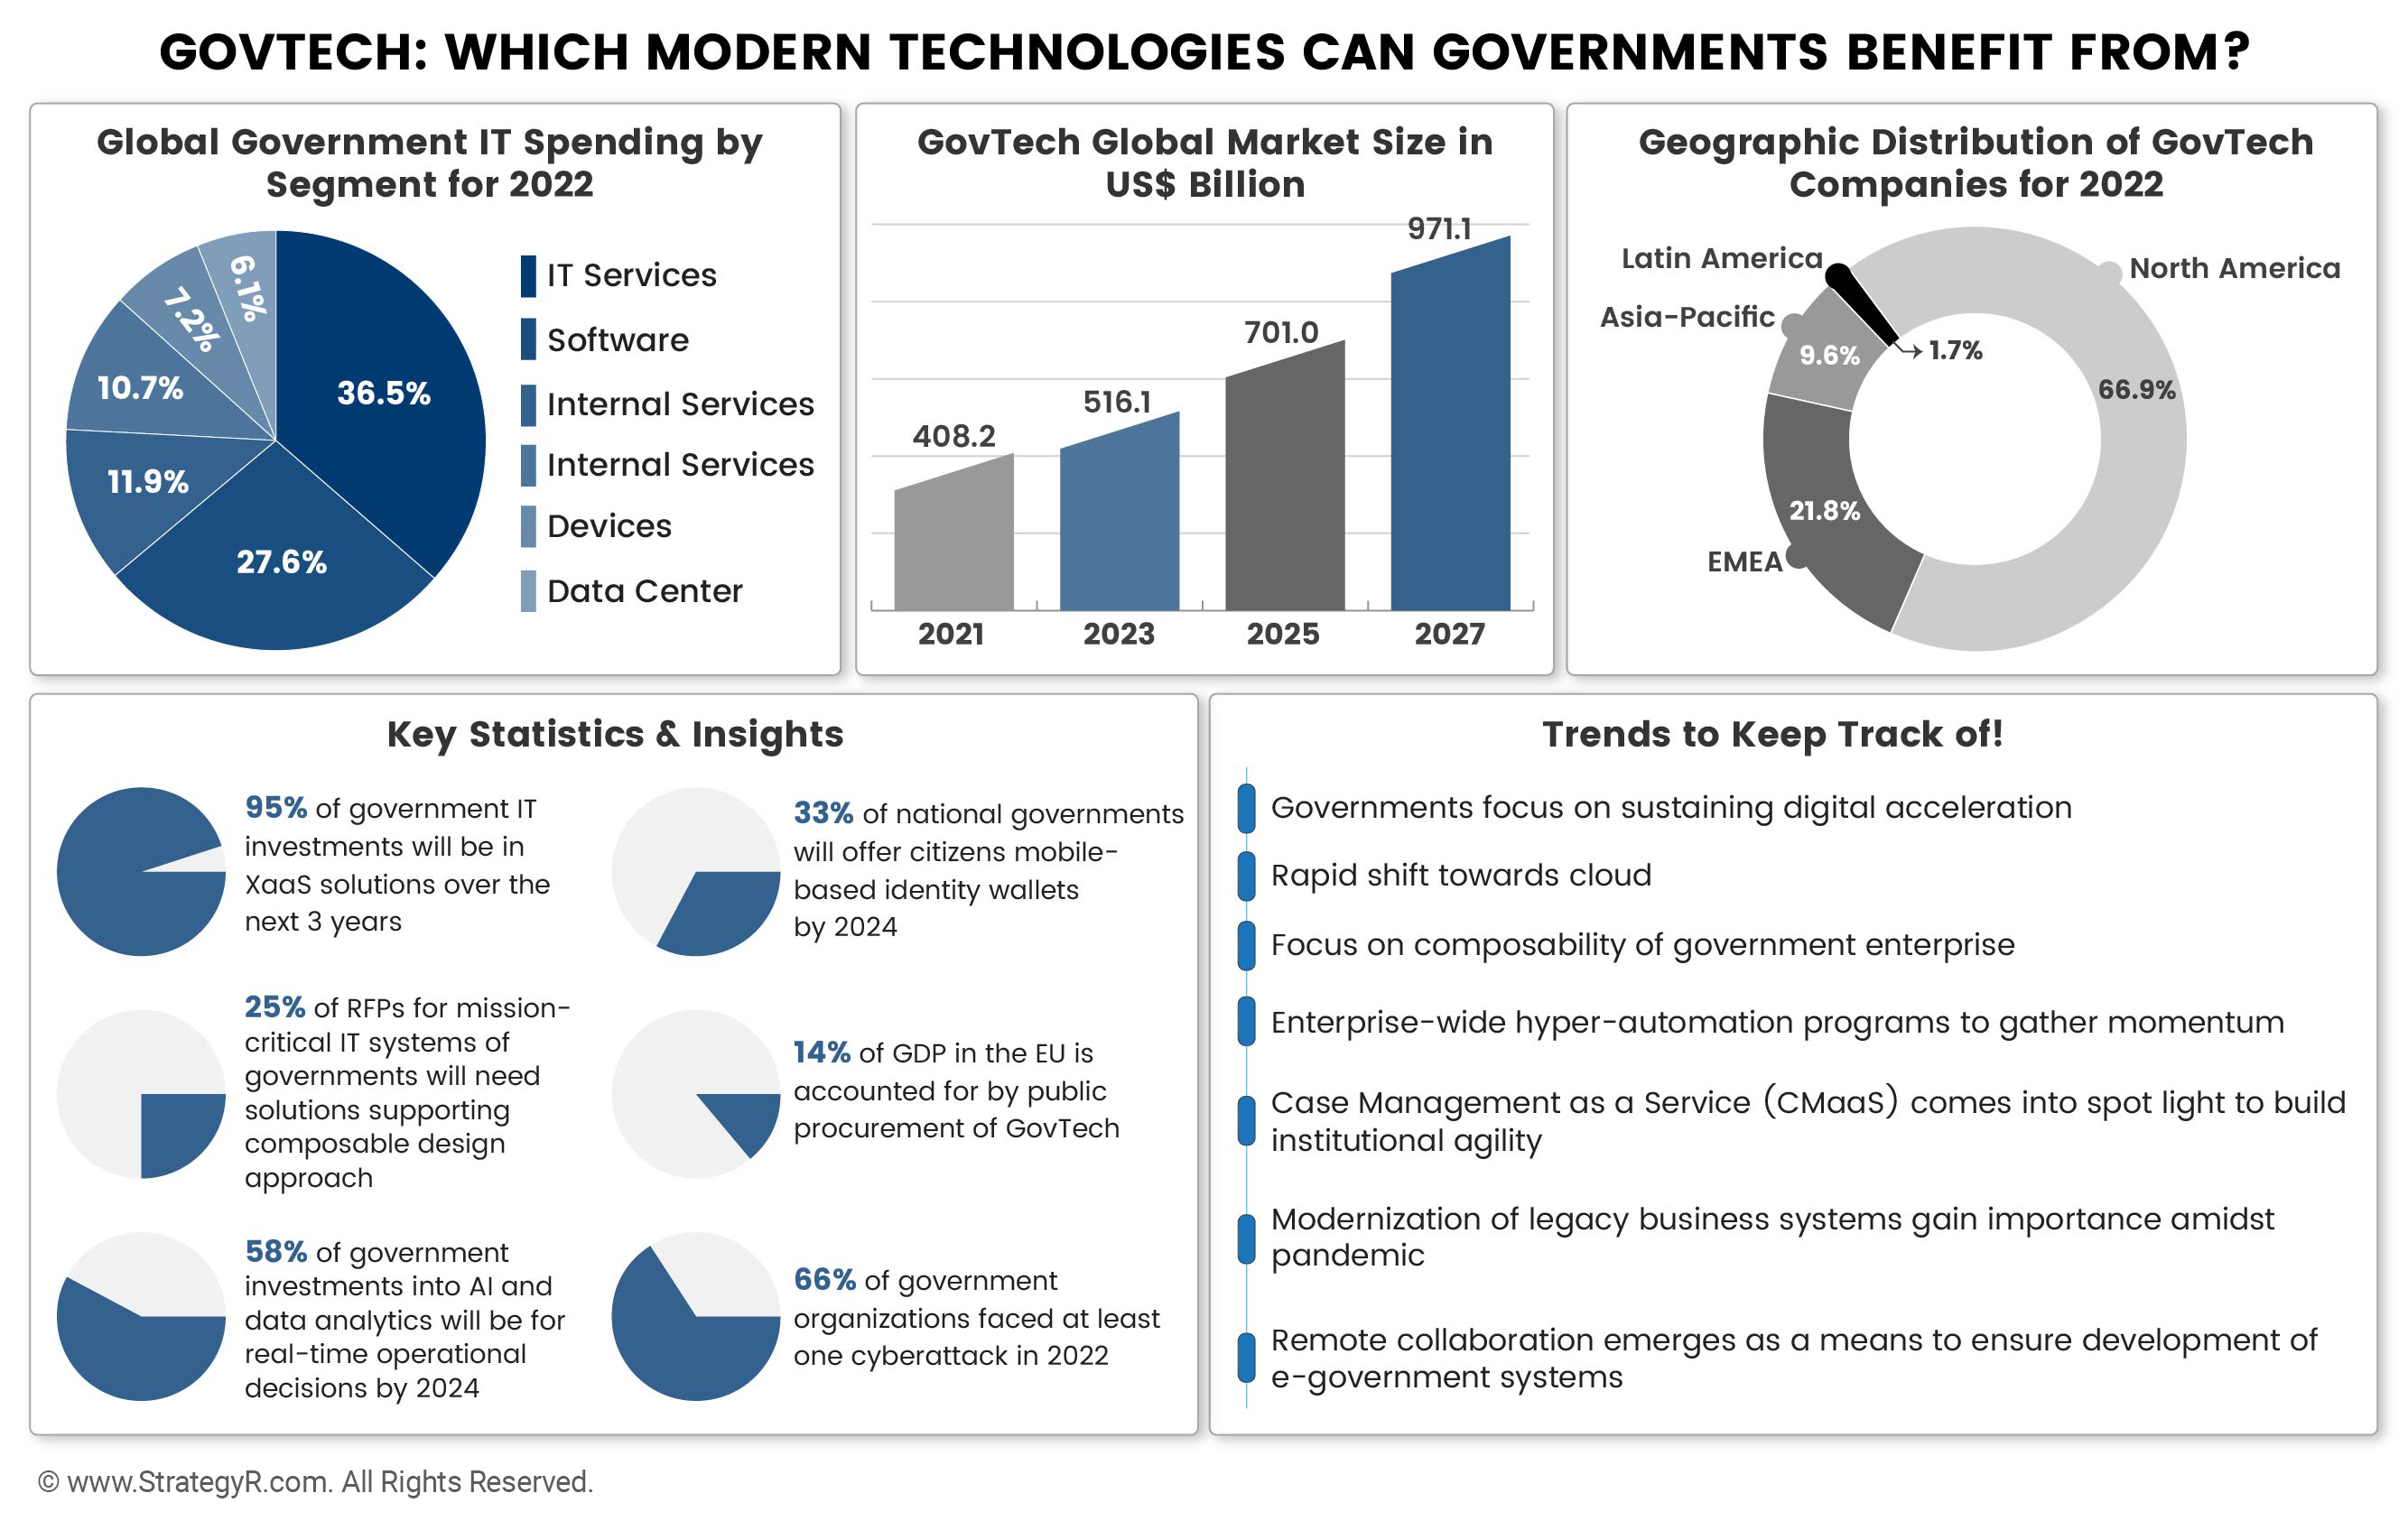 GOVTECH: WHICH MODERN TECHNOLOGIES CAN GOVERNMENTS BENEFIT FROM?
Global Government IT Spending by
Segment for 2022
36.5%
27.6%
11.9%
10.7%
7.2%
6.1%
IT Services
Software
Internal Services
Internal Services
Devices
Data Center
GovTech Global Market Size in
US$ Billion
408.2
516.1
701.0
971.1
2021
2023
2025
2027
Geographic Distribution of GovTech
Companies for 2022
Latin America
North America
Asia-Pacific
9.6%
1.7%
66.9%
21.8%
EMEA
Key Statistics & Insights
95% of government IT
investments will be in
XaaS solutions over the
next 3 years
33% of national governments
will offer citizens mobile-
based identity wallets
by 2024
25% of RFPs for mission-
critical IT systems of
governments will need
solutions supporting
composable design
approach
14% of GDP in the EU is
accounted for by public
procurement of GovTech
58% of government
investments into AI and
data analytics will be for
real-time operational
decisions by 2024
66% of government
organizations faced at least
one cyberattack in 2022
Trends to Keep Track of!
Governments focus on sustaining digital acceleration
Rapid shift towards cloud
Focus on composability of government enterprise
Enterprise-wide hyper-automation programs to gather momentum
Case Management as a Service (CMaaS) comes into spot light to build
institutional agility
Modernization of legacy business systems gain importance amidst
pandemic
Remote collaboration emerges as a means to ensure development of
e-government systems
© www.StrategyR.com. All Rights Reserved.